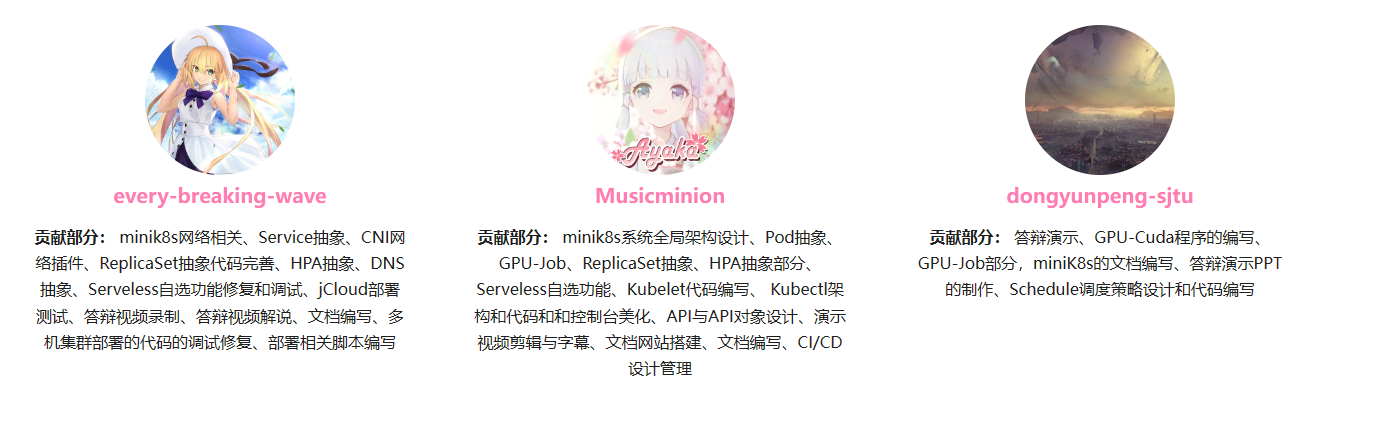 Ayaka
every-breaking-wave
贡献部分： minik8s网络相关、Service抽象、CNI网
络插件、ReplicaSet抽象代码完善、HPA抽象、DNS
抽象、Serveless自选功能修复和调试、jCloud部署
测试、答辩视频录制、答辩视频解说、文档编写、多
机集群部署的代码的调试修复、部署相关脚本编写
Musicminion
贡献部分： minik8s系统全局架构设计、Pod抽象、
GPU-Job、ReplicaSet抽象、HPA抽象部分、
Serveless自选功能、Kubelet代码编写、 Kubectl架
构和代码和和控制台美化、API与API对象设计、演示
视频剪辑与字幕、文档网站搭建、文档编写、CI/CD
设计管理
dongyunpeng-sjtu
贡献部分： 答辩演示、GPU-Cuda程序的编写、
GPU-Job部分，miniK8s的文档编写、答辩演示PPT
的制作、Schedule调度策略设计和代码编写